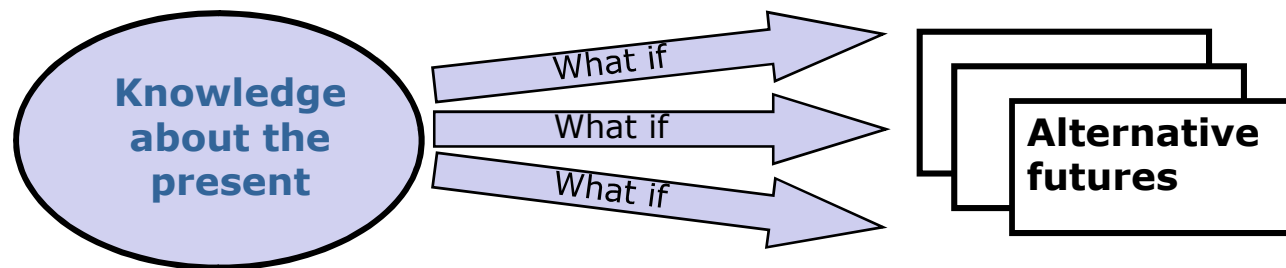 Knowledge
about the
present
What if
What if
What if
Alternative
futures